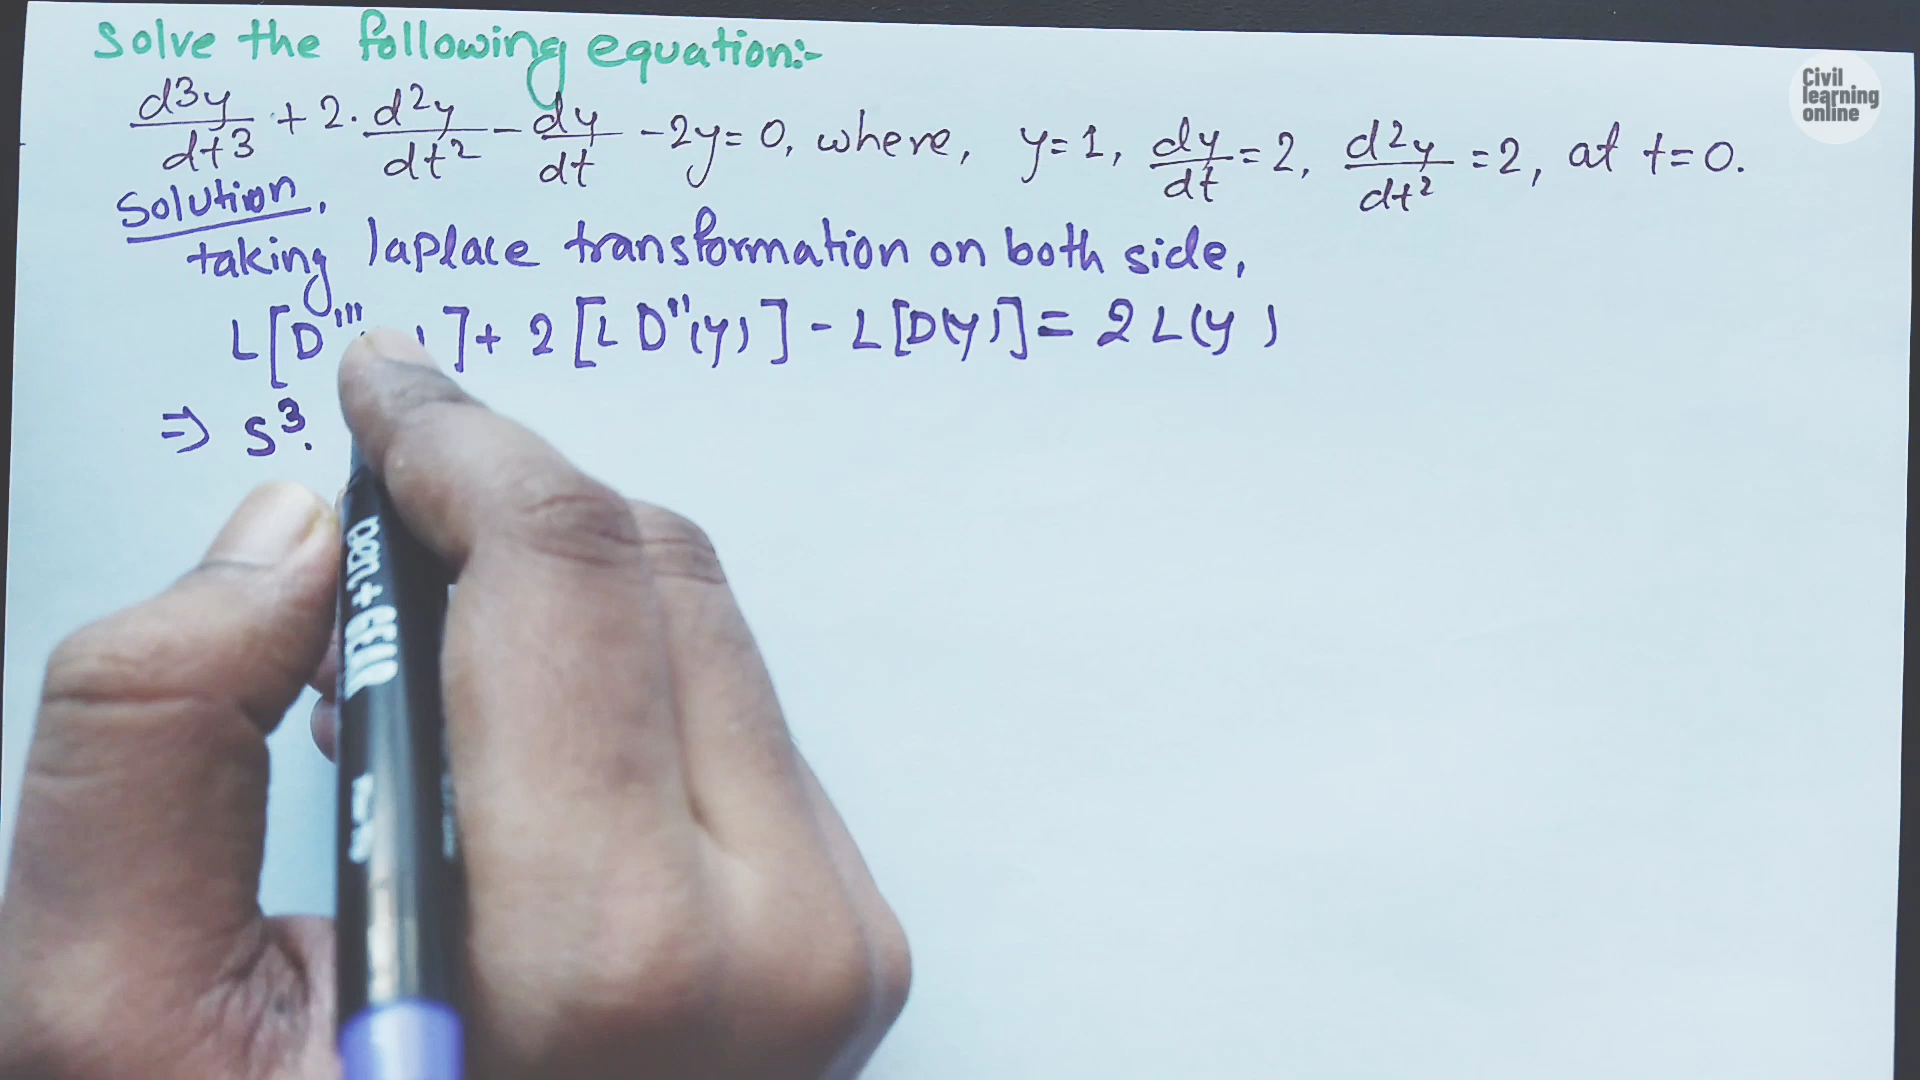 Solve the following equation:-
d3y/dt3 + 2. d2y/dt2 - dy/dt - 2y = 0, where, y = 1, dy/dt = 2, d2y/dt2 = 2, at t = 0.
Solution,
taking laplace transformation on both side,
L[D''' ] + 2 [L D''(y)] - L[D(y)] = 2 L(y)
⇒ s3.
Civil
learning
online